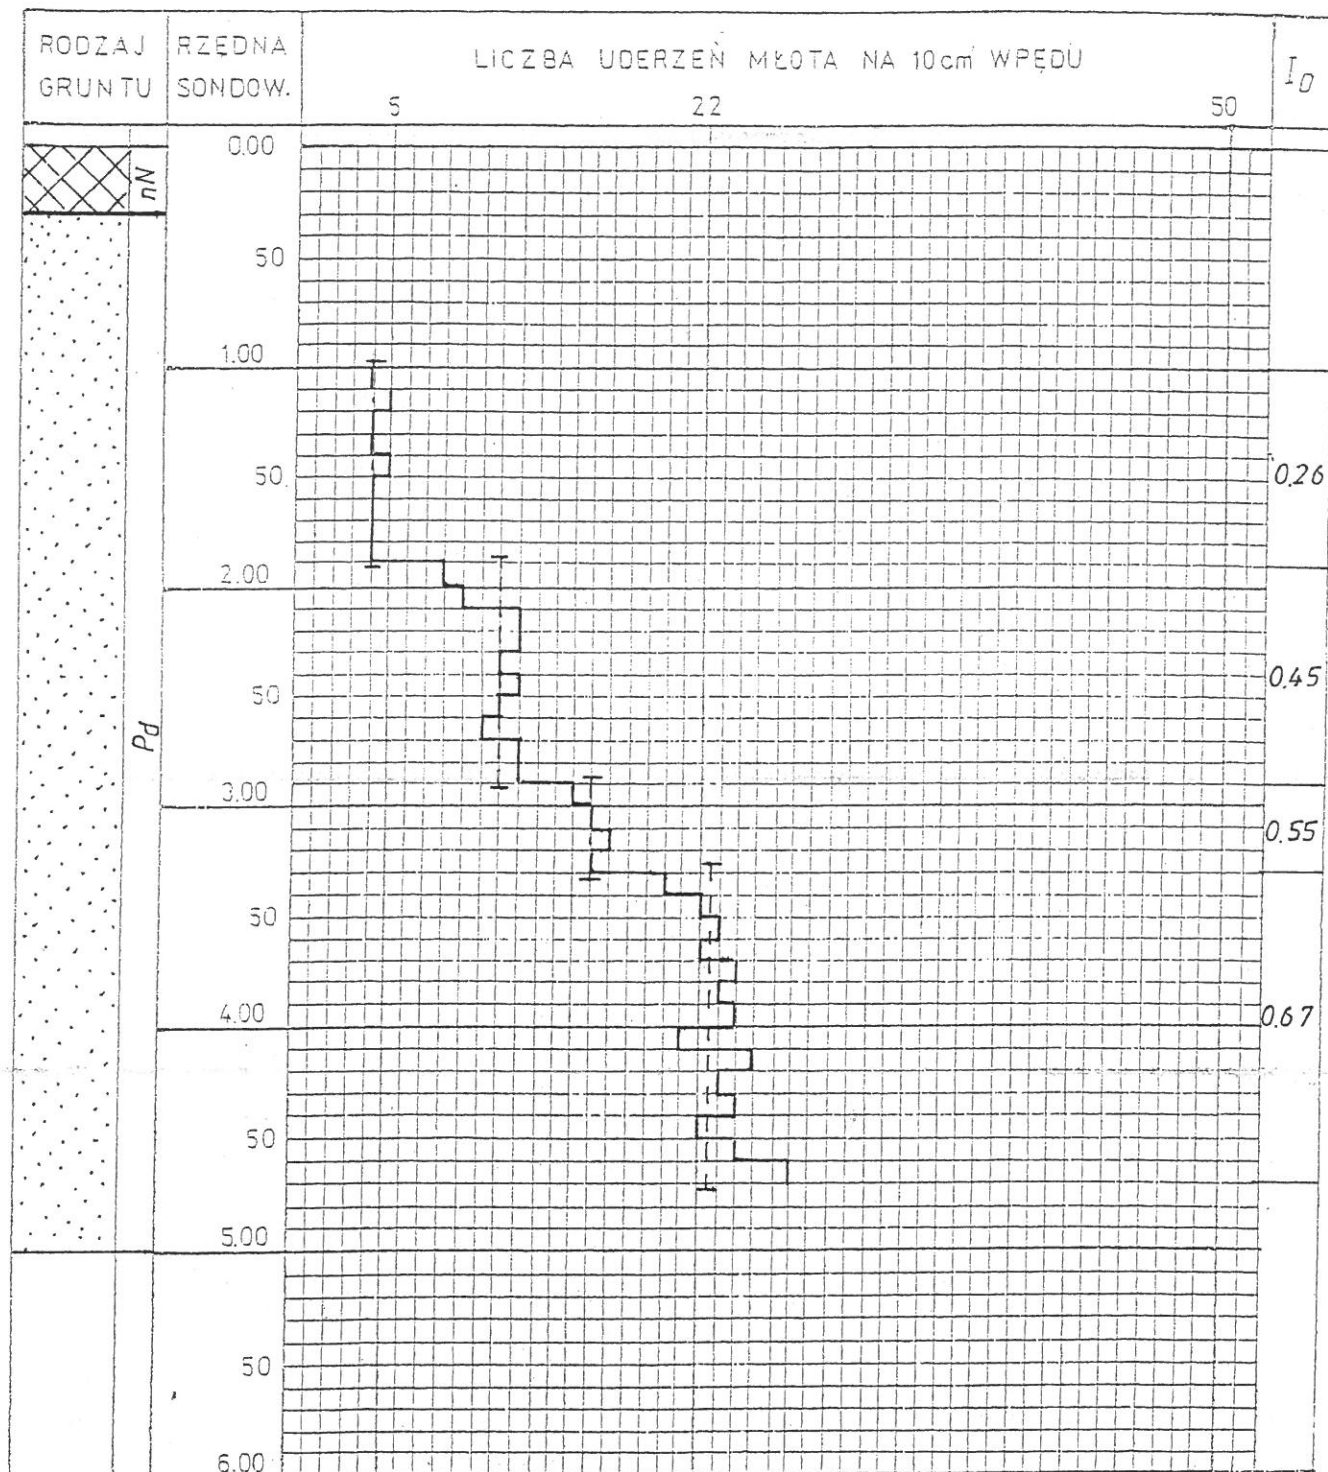 RODZAJ GRUNTU
RZĘDNA SONDOW.
LICZBA UDERZEŃ MŁOTA NA 10cm WPĘDU
I_D
5 22 50
0.00
nN
50
1.00
50
0,26
2.00
0,45
50
Pd
3.00
0,55
50
4.00
0,67
50
5.00
50
6.00